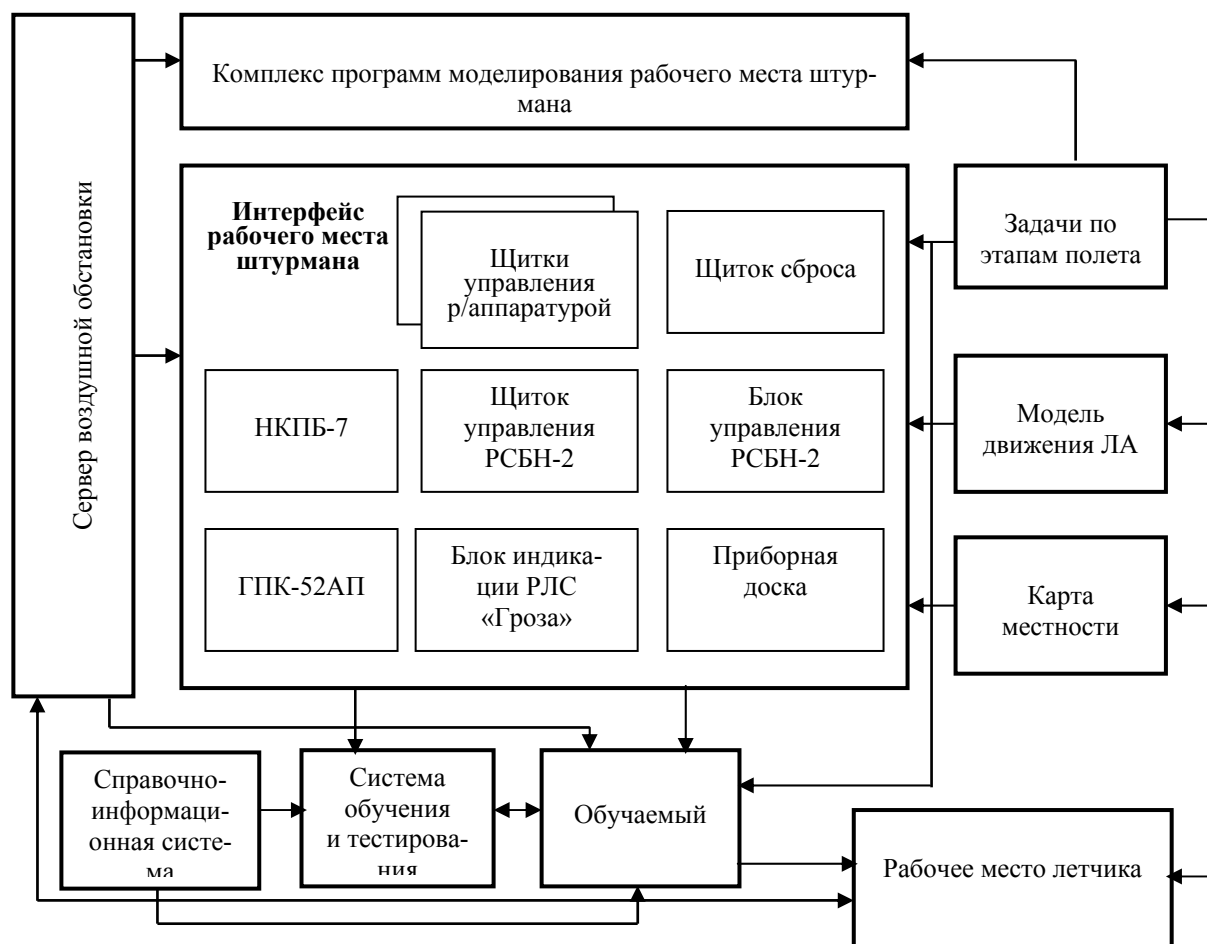 Комплекс программ моделирования рабочего места штур-
мана
Сервер воздушной обстановки
Интерфейс
рабочего места
штурмана
Щитки
управления
р/аппаратурой
Щиток сброса
Задачи по
этапам полета
НКПБ-7
Щиток
управления
РСБН-2
Блок
управления
РСБН-2
Модель
движения ЛА
ГПК-52АП
Блок индика-
ции РЛС
«Гроза»
Приборная
доска
Карта
местности
Справочно-
информаци-
онная систе-
ма
Система
обучения
и тестирова-
ния
Обучаемый
Рабочее место летчика